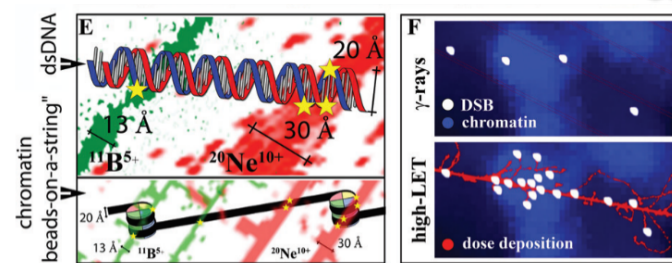 E
dsDNA
20 Å
13 Å
30 Å
¹¹B⁵⁺
²⁰Ne¹⁰⁺
chromatin
beads-on-a-string"
20 Å
13 Å
¹¹B⁵⁺
²⁰Ne¹⁰⁺
30 Å
F
γ-rays
DSB
chromatin
high-LET
dose deposition